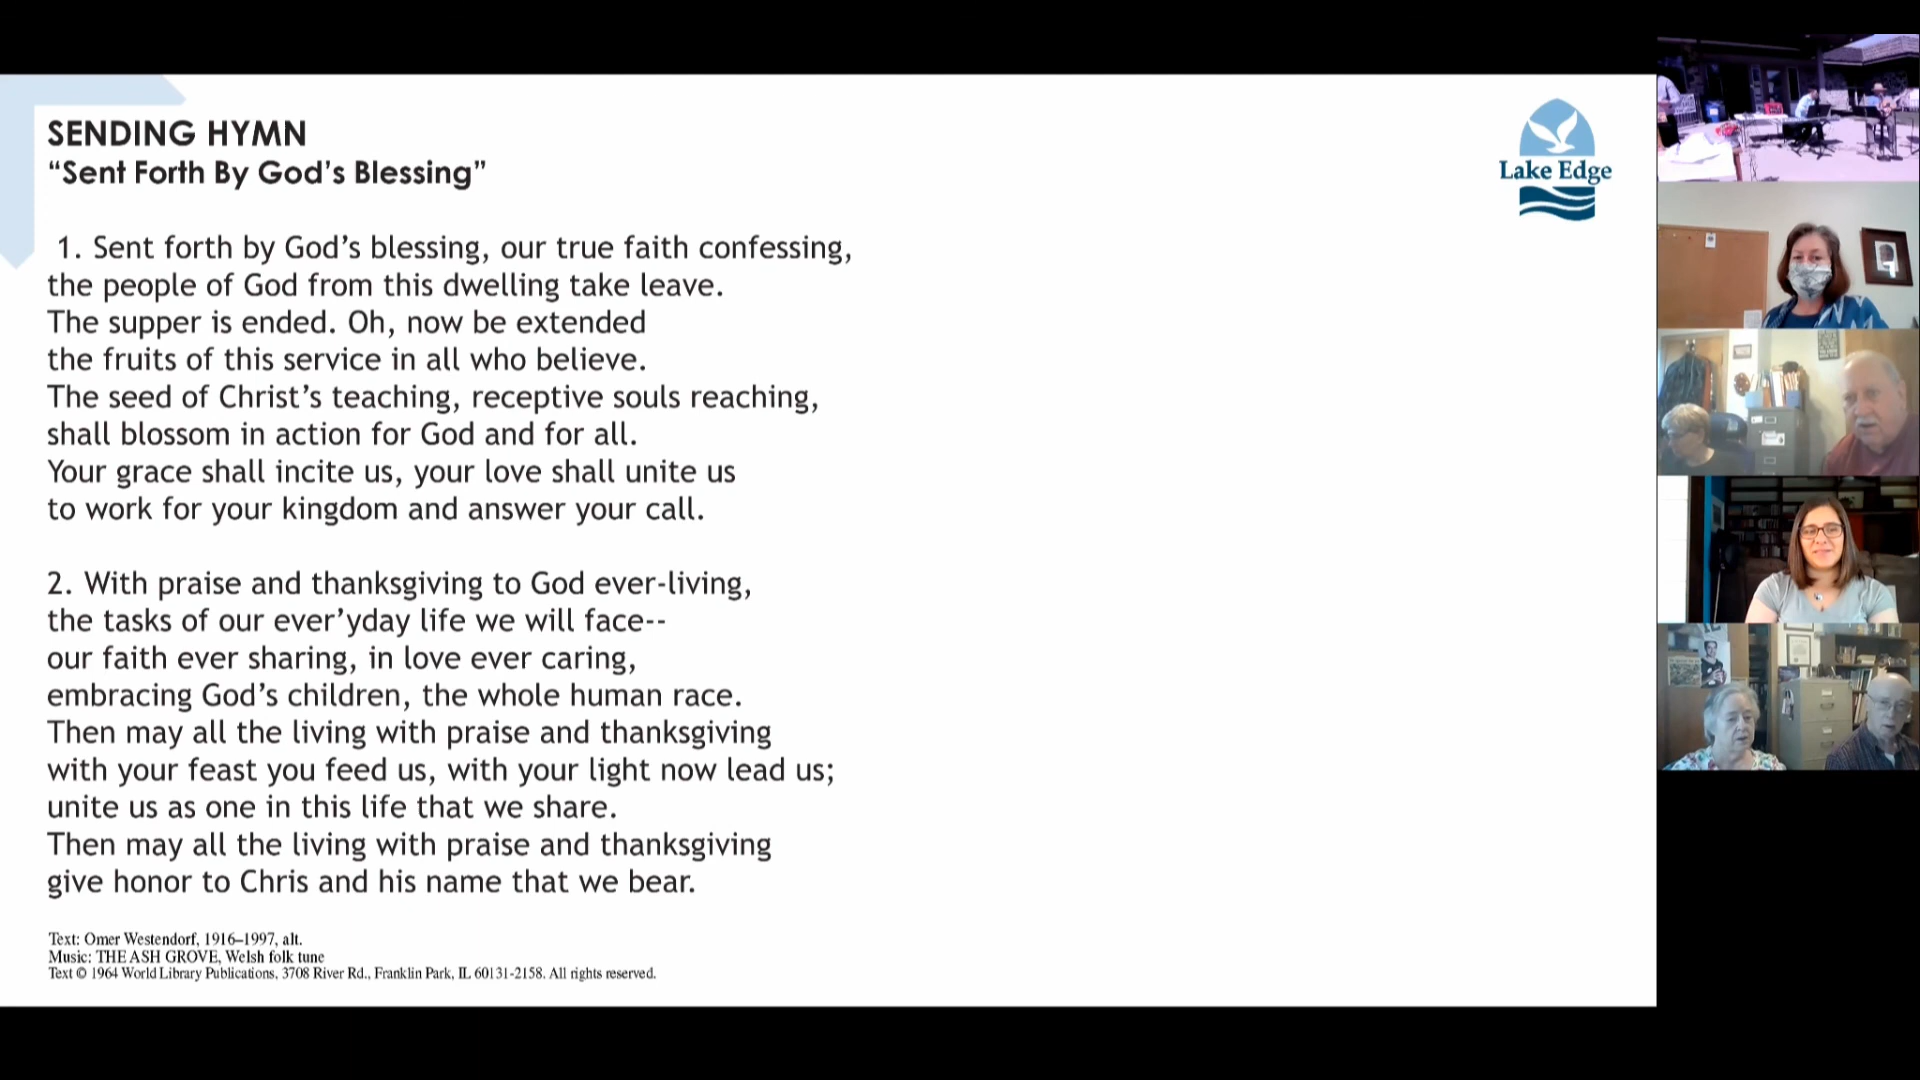 SENDING HYMN
“Sent Forth By God’s Blessing”
Lake Edge
1. Sent forth by God’s blessing, our true faith confessing,
the people of God from this dwelling take leave.
The supper is ended. Oh, now be extended
the fruits of this service in all who believe.
The seed of Christ’s teaching, receptive souls reaching,
shall blossom in action for God and for all.
Your grace shall incite us, your love shall unite us
to work for your kingdom and answer your call.
2. With praise and thanksgiving to God ever-living,
the tasks of our ever’yday life we will face--
our faith ever sharing, in love ever caring,
embracing God’s children, the whole human race.
Then may all the living with praise and thanksgiving
with your feast you feed us, with your light now lead us;
unite us as one in this life that we share.
Then may all the living with praise and thanksgiving
give honor to Chris and his name that we bear.
Text: Omer Westendorf, 1916–1997, alt.
Music: THE ASH GROVE, Welsh folk tune
Text © 1964 World Library Publications, 3708 River Rd., Franklin Park, IL 60131-2158. All rights reserved.